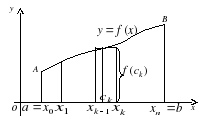 y
B
y = f (x)
A
f (c_k)
c_k
o a = x_0 x_1 x_{k-1} x_k x_n = b x